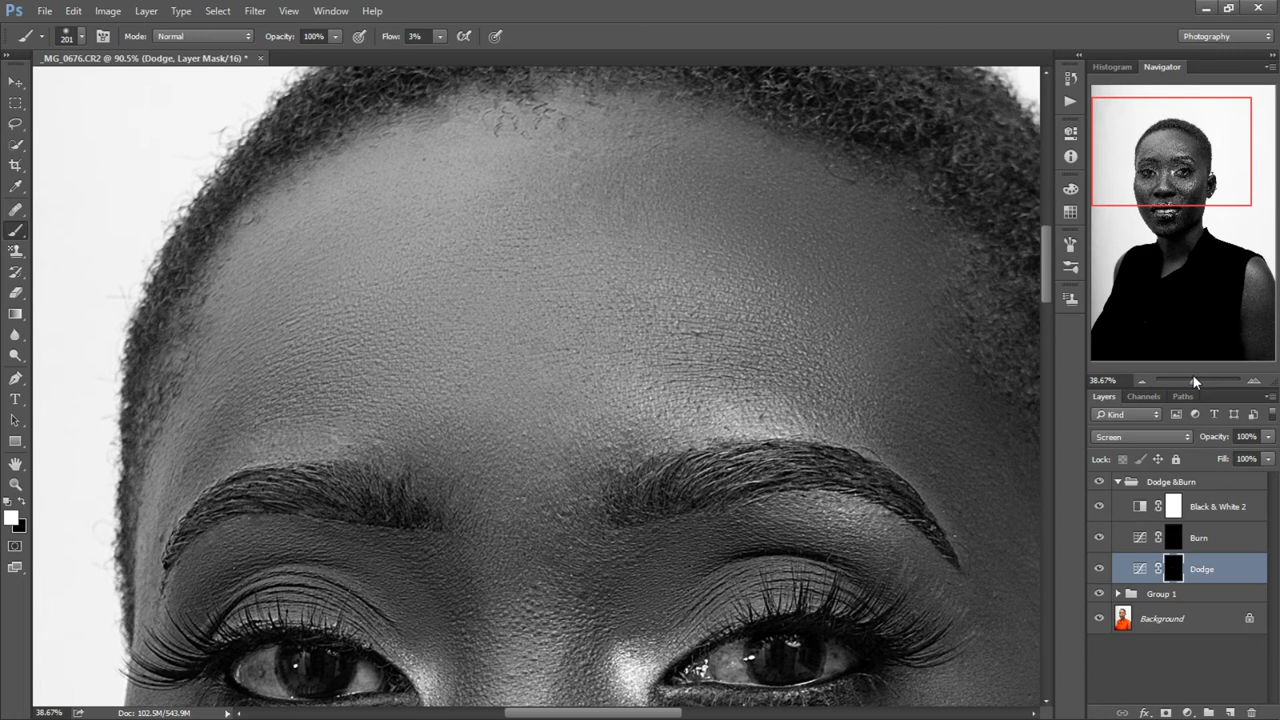 Ps File Edit Image Layer Type Select Filter View Window Help
201 Mode: Normal Opacity: 100% Flow: 3% Photography
_MG_0676.CR2 @ 90.5% (Dodge, Layer Mask/16) *
Histogram Navigator
38.67%
Layers Channels Paths
Kind
Screen Opacity: 100%
Lock: Fill: 100%
Dodge &Burn
Black & White 2
Burn
Dodge
Group 1
Background
38.67% Doc: 102.5M/543.9M
fx